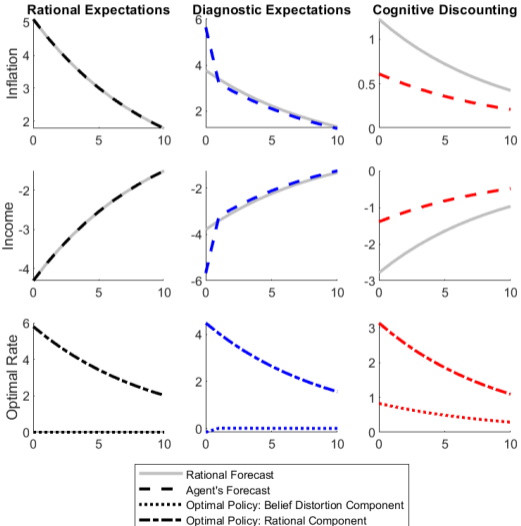 Rational Expectations Diagnostic Expectations Cognitive Discounting
Inflation
5
4
3
2
0 5 10
6
4
2
0 5 10
1
0.5
0
0 5 10
Income
-2
-3
-4
0 5 10
-2
-4
-6
0 5 10
0
-1
-2
-3
0 5 10
Optimal Rate
6
4
2
0
0 5 10
4
2
0
0 5 10
3
2
1
0
0 5 10
Rational Forecast
Agent's Forecast
Optimal Policy: Belief Distortion Component
Optimal Policy: Rational Component